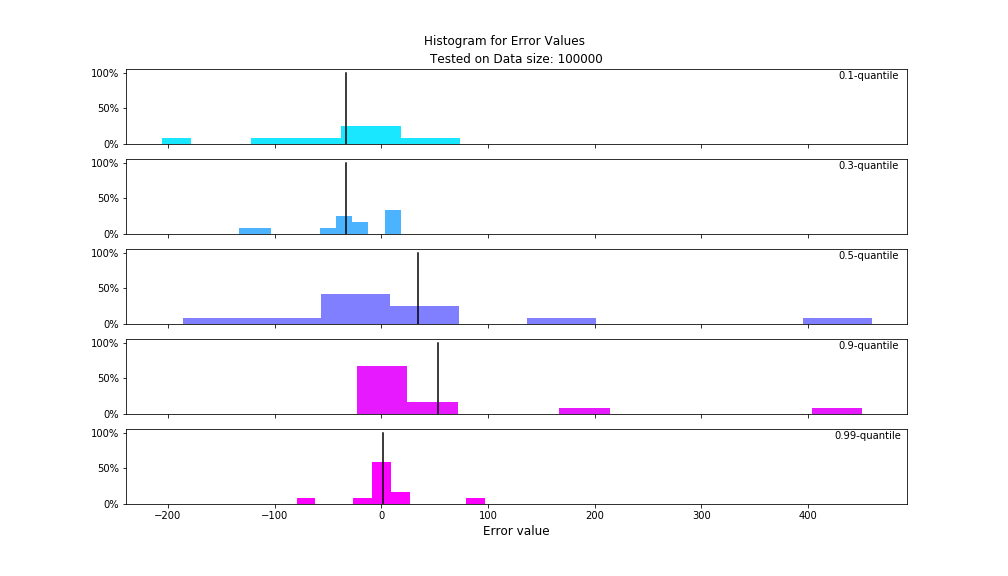 Histogram for Error Values
Tested on Data size: 100000
100%
0.1-quantile
50%
0%
100%
0.3-quantile
50%
0%
100%
0.5-quantile
50%
0%
100%
0.9-quantile
50%
0%
100%
0.99-quantile
50%
0%
−200 −100 0 100 200 300 400
Error value